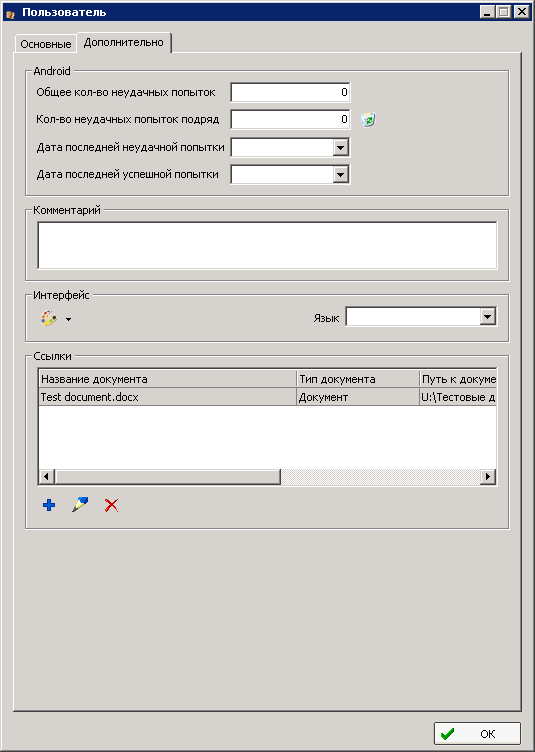 Пользователь
Основные
Дополнительно
Android
Общее кол-во неудачных попыток 0
Кол-во неудачных попыток подряд 0
Дата последней неудачной попытки
Дата последней успешной попытки
Комментарий
Интерфейс
Язык
Ссылки
Название документа Тип документа Путь к докуме
Test document.docx Документ U:\Тестовые д
OK